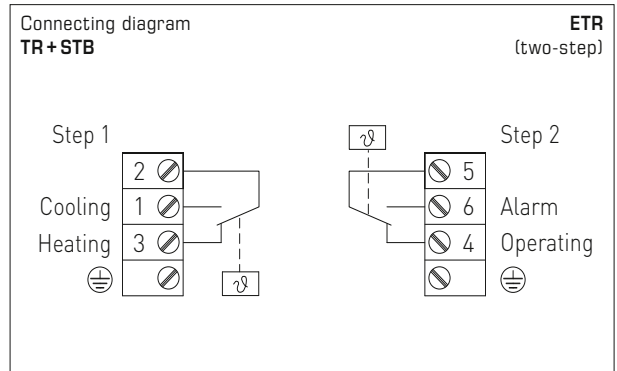 Connecting diagram
TR + STB
ETR
(two-step)
Step 1
2
Cooling 1
Heating 3
ϑ
ϑ
Step 2
5
6 Alarm
4 Operating